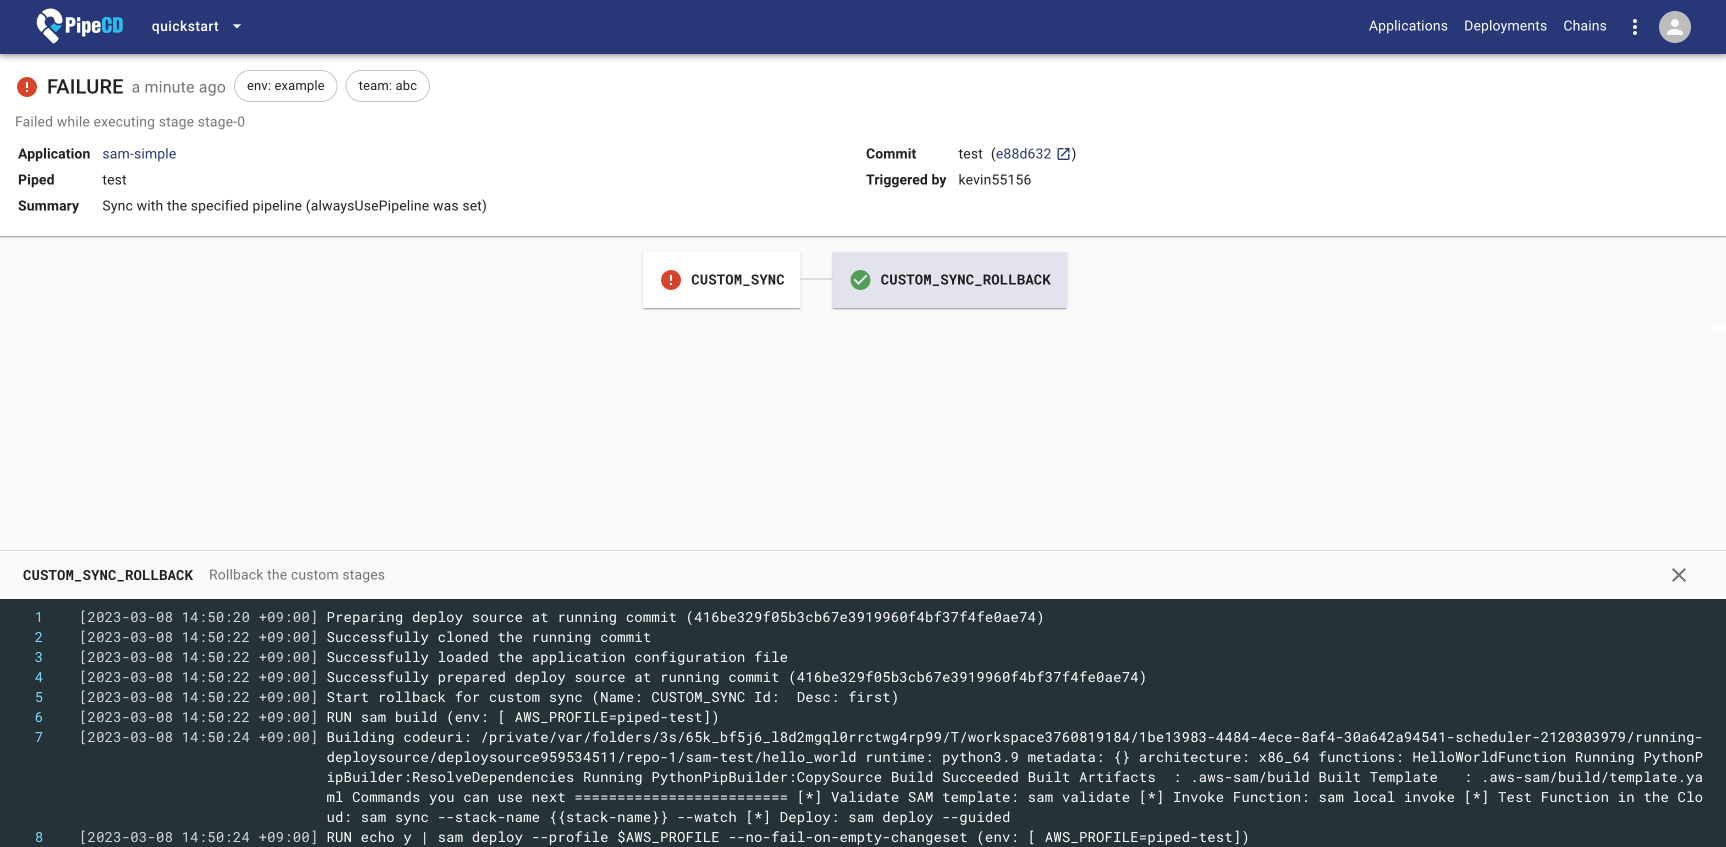 PipeCD quickstart Applications Deployments Chains
FAILURE a minute ago env: example team: abc
Failed while executing stage stage-0
Application sam-simple
Piped test
Summary Sync with the specified pipeline (alwaysUsePipeline was set)
Commit test (e88d632)
Triggered by kevin55156
CUSTOM_SYNC
CUSTOM_SYNC_ROLLBACK
CUSTOM_SYNC_ROLLBACK Rollback the custom stages
1 [2023-03-08 14:50:20 +09:00] Preparing deploy source at running commit (416be329f05b3cb67e3919960f4bf37f4fe0ae74)
2 [2023-03-08 14:50:22 +09:00] Successfully cloned the running commit
3 [2023-03-08 14:50:22 +09:00] Successfully loaded the application configuration file
4 [2023-03-08 14:50:22 +09:00] Successfully prepared deploy source at running commit (416be329f05b3cb67e3919960f4bf37f4fe0ae74)
5 [2023-03-08 14:50:22 +09:00] Start rollback for custom sync (Name: CUSTOM_SYNC Id:  Desc: first)
6 [2023-03-08 14:50:22 +09:00] RUN sam build (env: [ AWS_PROFILE=piped-test])
7 [2023-03-08 14:50:24 +09:00] Building codeuri: /private/var/folders/3s/65k_bf5j6_l8d2mgql0rrctwg4rp99/T/workspace3760819184/1be13983-4484-4ece-8af4-30a642a94541-scheduler-2120303979/running-
deploysource/deploysource959534511/repo-1/sam-test/hello_world runtime: python3.9 metadata: {} architecture: x86_64 functions: HelloWorldFunction Running PythonP
ipBuilder:ResolveDependencies Running PythonPipBuilder:CopySource Build Succeeded Built Artifacts  : .aws-sam/build Built Template   : .aws-sam/build/template.ya
ml Commands you can use next ========================= [*] Validate SAM template: sam validate [*] Invoke Function: sam local invoke [*] Test Function in the Clo
ud: sam sync --stack-name {{stack-name}} --watch [*] Deploy: sam deploy --guided
8 [2023-03-08 14:50:24 +09:00] RUN echo y | sam deploy --profile $AWS_PROFILE --no-fail-on-empty-changeset (env: [ AWS_PROFILE=piped-test])